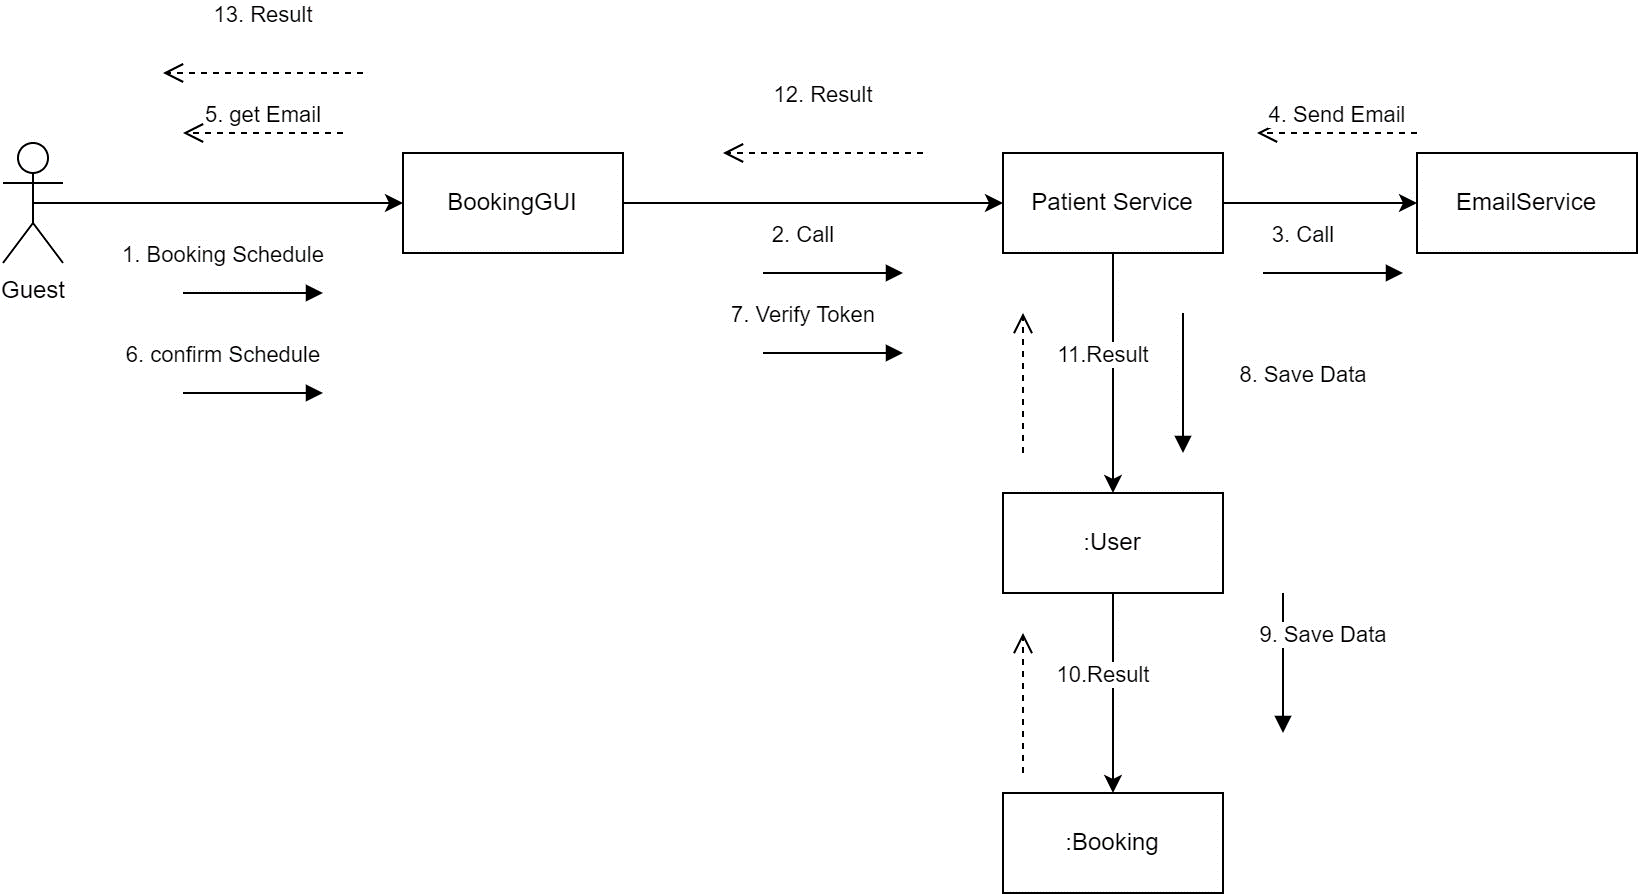 13. Result
12. Result
5. get Email
4. Send Email
BookingGUI
Patient Service
EmailService
2. Call
3. Call
1. Booking Schedule
Guest
7. Verify Token
6. confirm Schedule
11.Result
8. Save Data
:User
9. Save Data
10.Result
:Booking